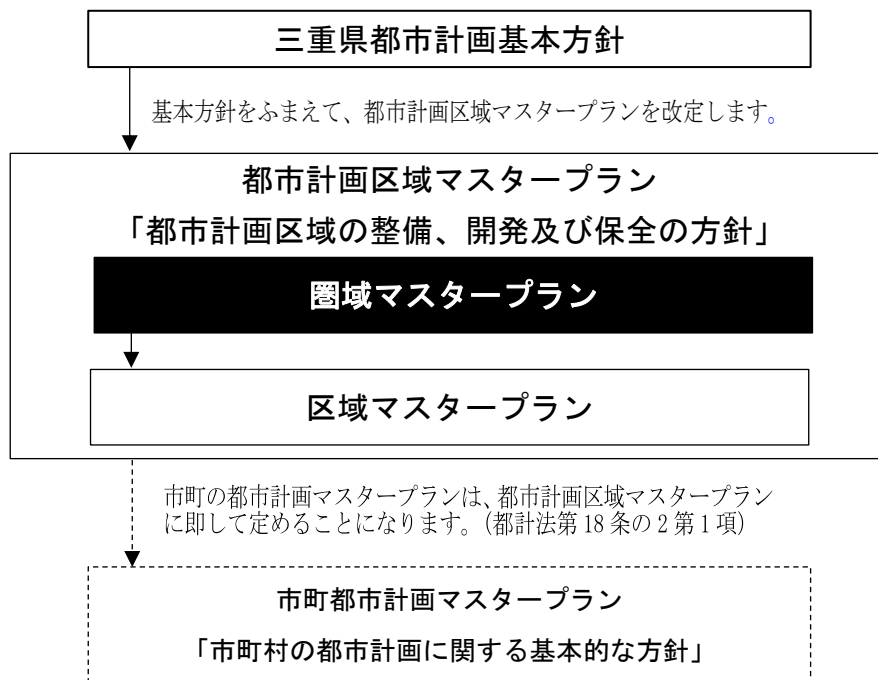 三重県都市計画基本方針
基本方針をふまえて、都市計画区域マスタープランを改定します。
都市計画区域マスタープラン
「都市計画区域の整備、開発及び保全の方針」
圏域マスタープラン
区域マスタープラン
市町の都市計画マスタープランは、都市計画区域マスタープラン
に即して定めることになります。（都計法第18条の2第1項）
市町都市計画マスタープラン
「市町村の都市計画に関する基本的な方針」